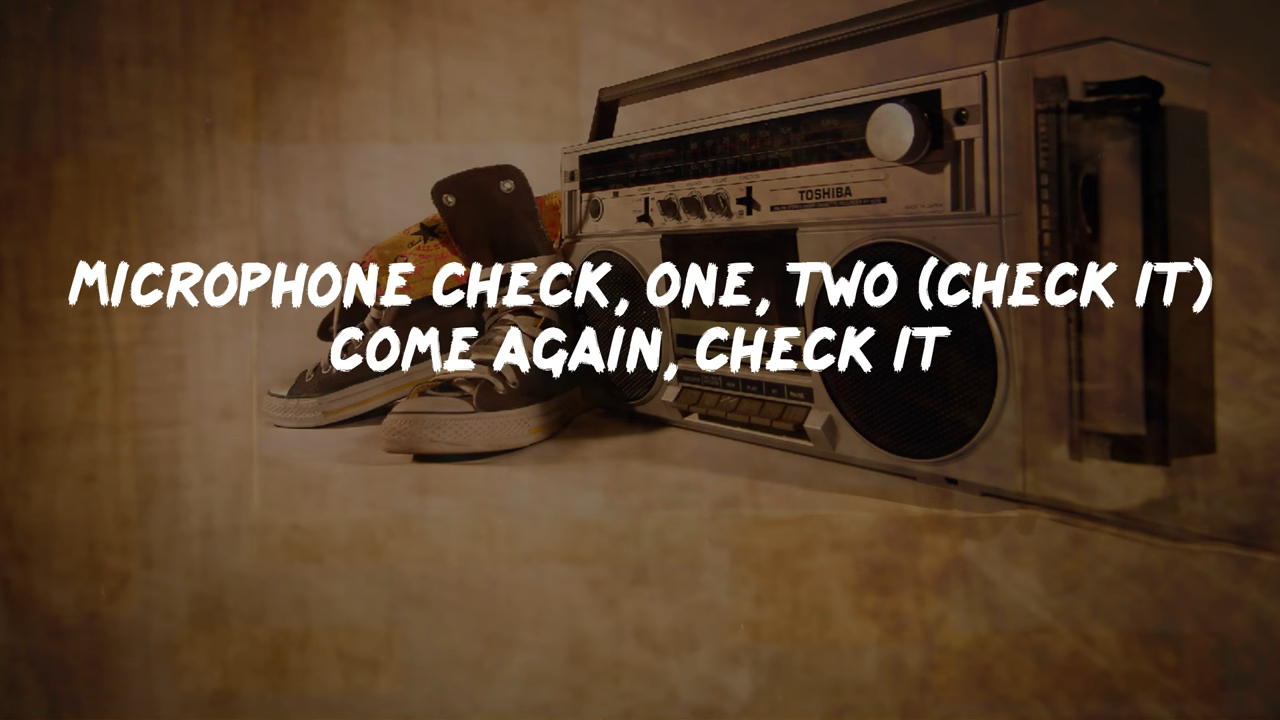 TOSHIBA
MICROPHONE CHECK, ONE, TWO (CHECK IT)
COME AGAIN, CHECK IT